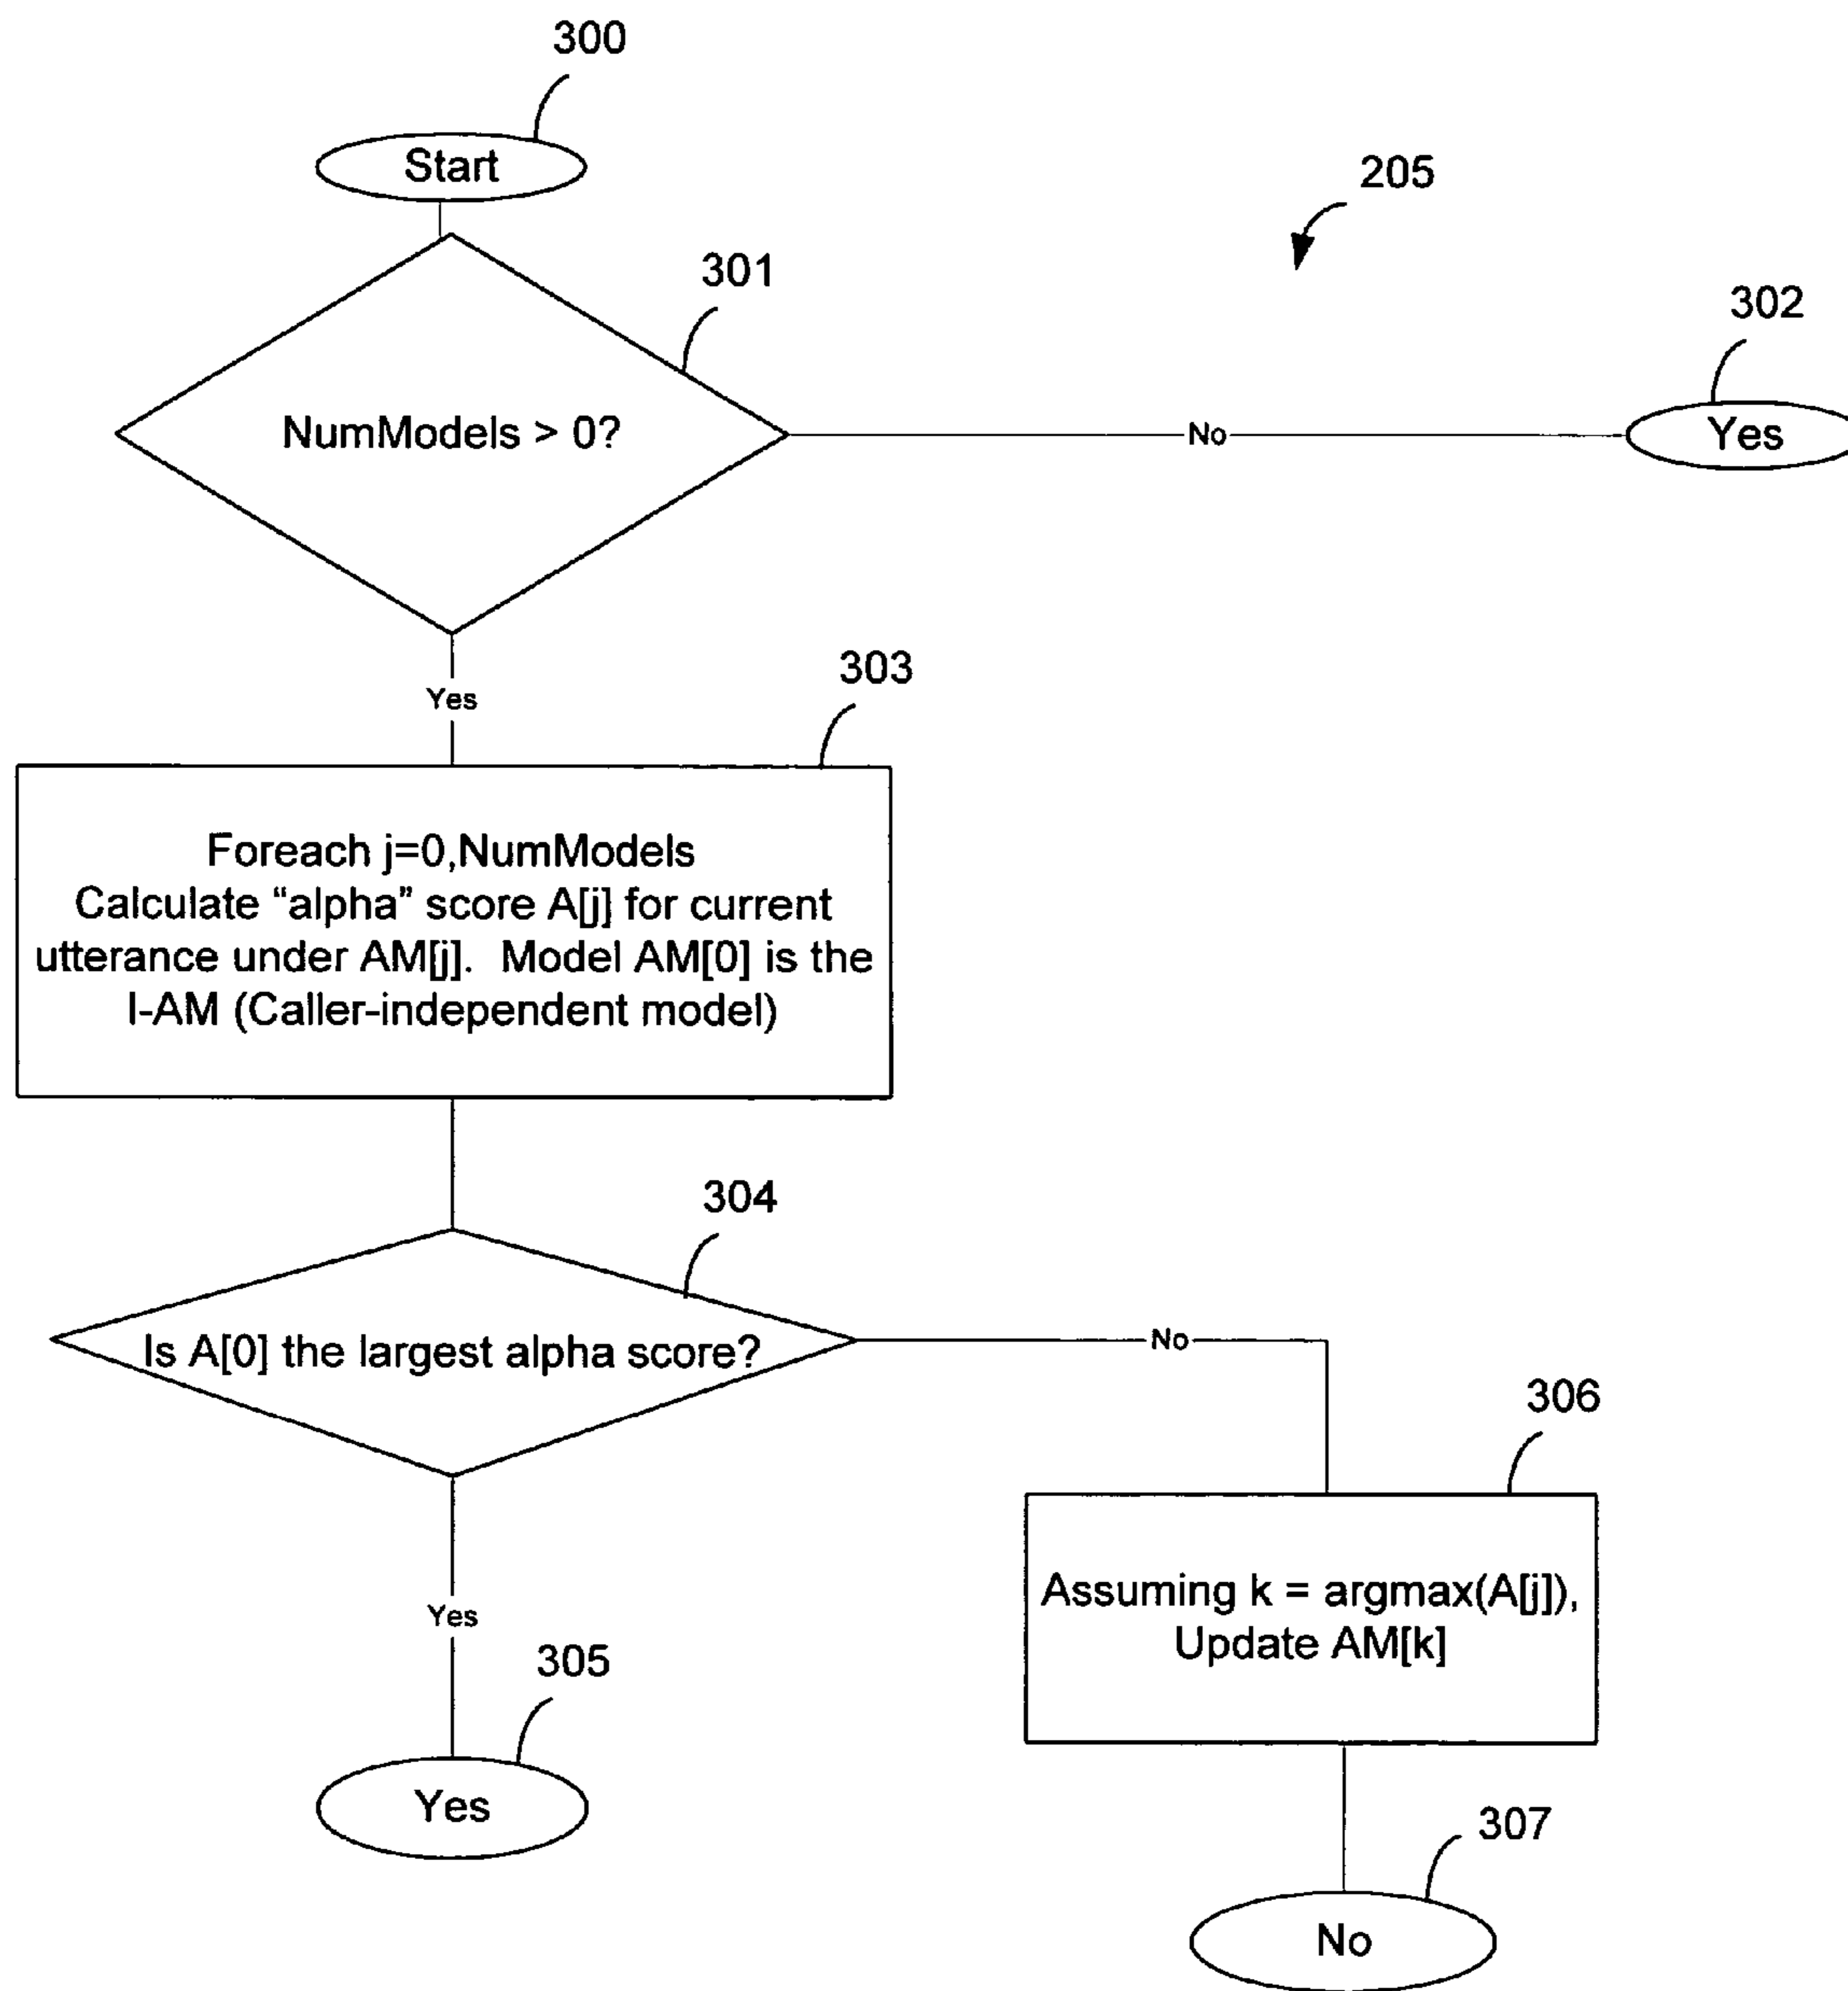 300
Start
205
301
302
NumModels > 0?
No
Yes
Yes
303
Foreach j=0,NumModels
Calculate “alpha” score A[j] for current
utterance under AM[j]. Model AM[0] is the
I-AM (Caller-independent model)
304
Is A[0] the largest alpha score?
No
306
Assuming k = argmax(A[j]),
Update AM[k]
Yes
305
Yes
307
No